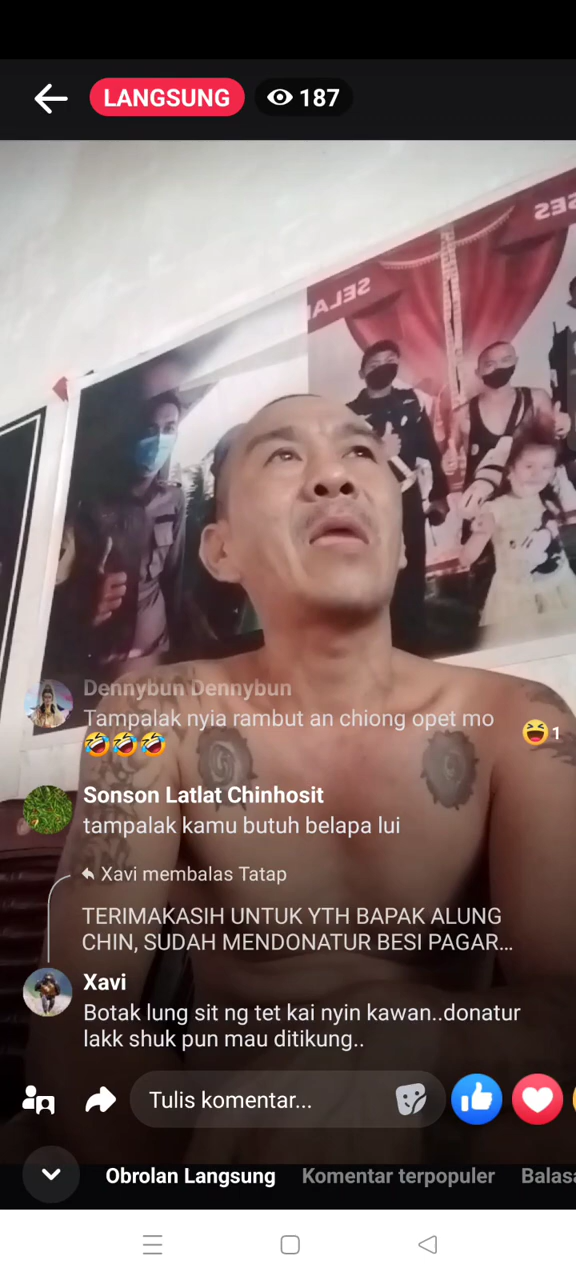 LANGSUNG
187
SES
SELA
Dennybun Dennybun
Tampalak nyia rambut an chiong opet mo
🤣🤣🤣
1
Sonson Latlat Chinhosit
tampalak kamu butuh belapa lui
Xavi membalas Tatap
TERIMAKASIH UNTUK YTH BAPAK ALUNG
CHIN, SUDAH MENDONATUR BESI PAGAR...
Xavi
Botak lung sit ng tet kai nyin kawan..donatur
lakk shuk pun mau ditikung..
Tulis komentar...
Obrolan Langsung
Komentar terpopuler
Balasa